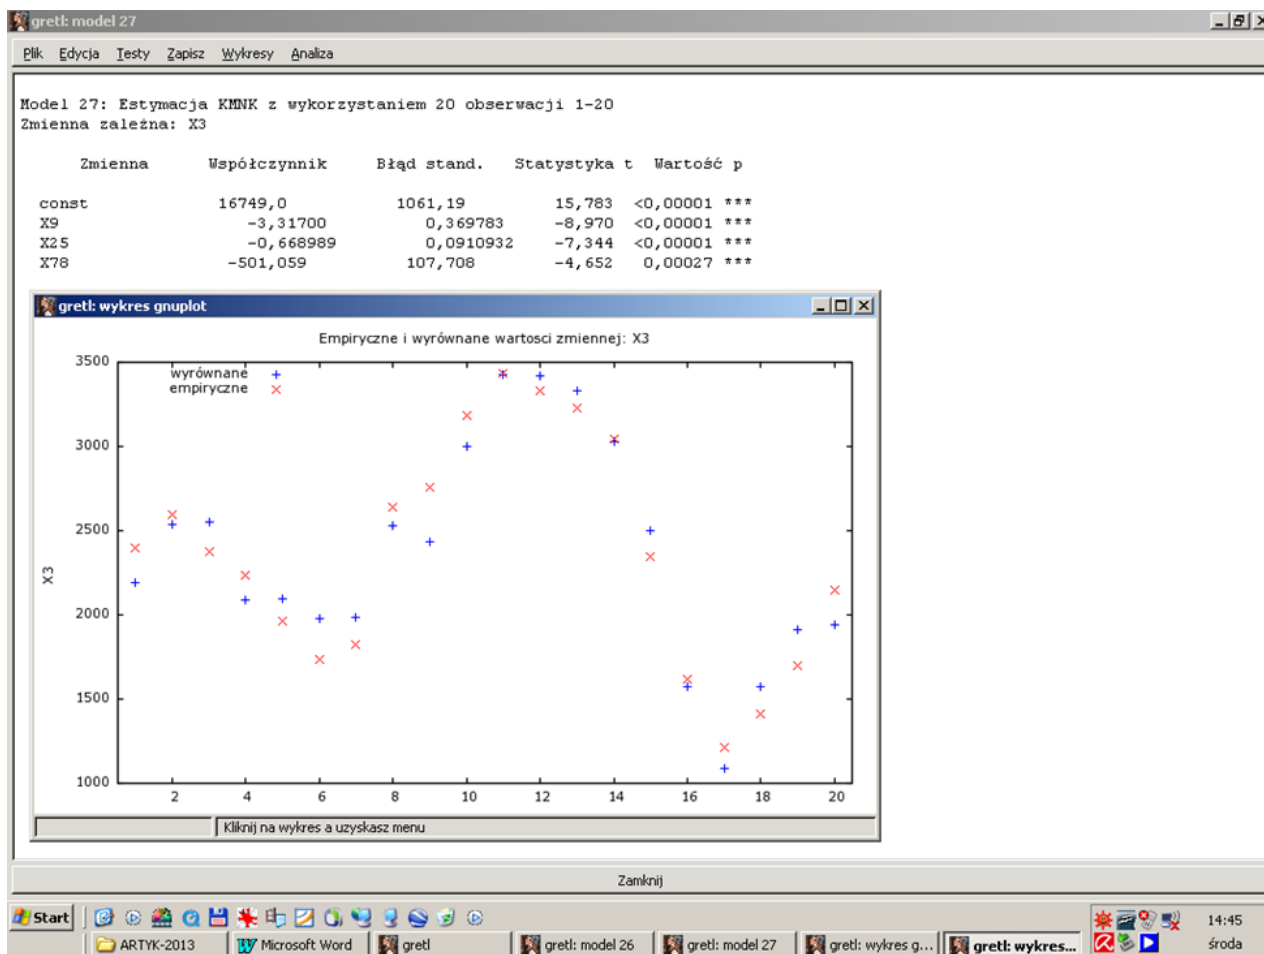 gretl: model 27
Plik Edycja Testy Zapisz Wykresy Analiza
Model 27: Estymacja KMNK z wykorzystaniem 20 obserwacji 1-20
Zmienna zależna: X3
Zmienna Współczynnik Błąd stand. Statystyka t Wartość p
const 16749,0 1061,19 15,783 <0,00001 ***
X9 -3,31700 0,369783 -8,970 <0,00001 ***
X25 -0,668989 0,0910932 -7,344 <0,00001 ***
X78 -501,059 107,708 -4,652 0,00027 ***
gretl: wykres gnuplot
Empiryczne i wyrównane wartosci zmiennej: X3
wyrównane
empiryczne
3500
3000
2500
2000
1500
1000
X3
2 4 6 8 10 12 14 16 18 20
Kliknij na wykres a uzyskasz menu
Zamknij
Start
14:45
ARTYK-2013 Microsoft Word gretl gretl: model 26 gretl: model 27 gretl: wykres g... gretl: wykres...
środa